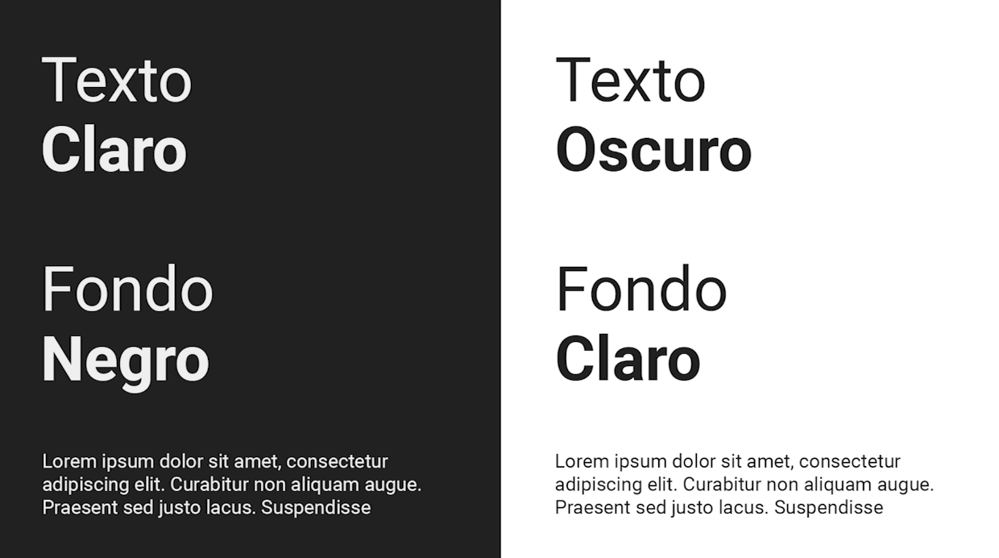 Texto
Claro
Fondo
Negro
Lorem ipsum dolor sit amet, consectetur
adipiscing elit. Curabitur non aliquam augue.
Praesent sed justo lacus. Suspendisse
Texto
Oscuro
Fondo
Claro
Lorem ipsum dolor sit amet, consectetur
adipiscing elit. Curabitur non aliquam augue.
Praesent sed justo lacus. Suspendisse